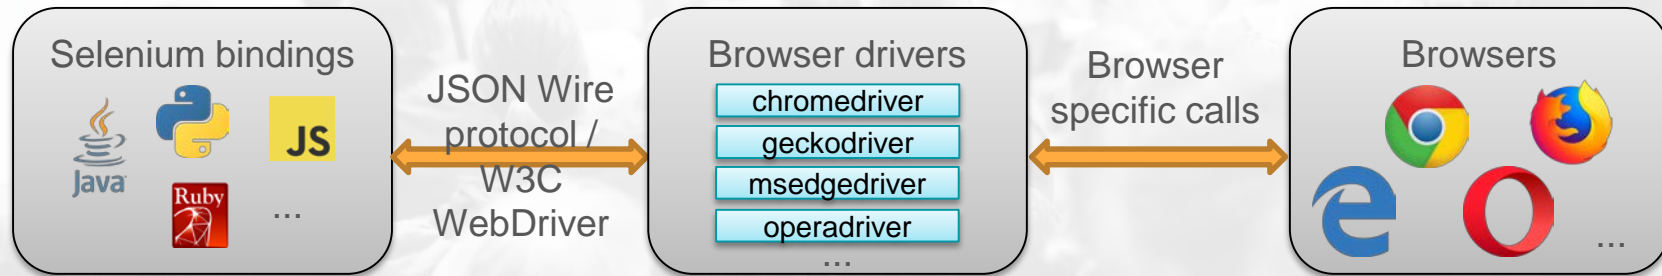 Selenium bindings
Java
JS
Ruby
...
JSON Wire
protocol /
W3C
WebDriver
Browser drivers
chromedriver
geckodriver
msedgedriver
operadriver
...
Browser
specific calls
Browsers
...